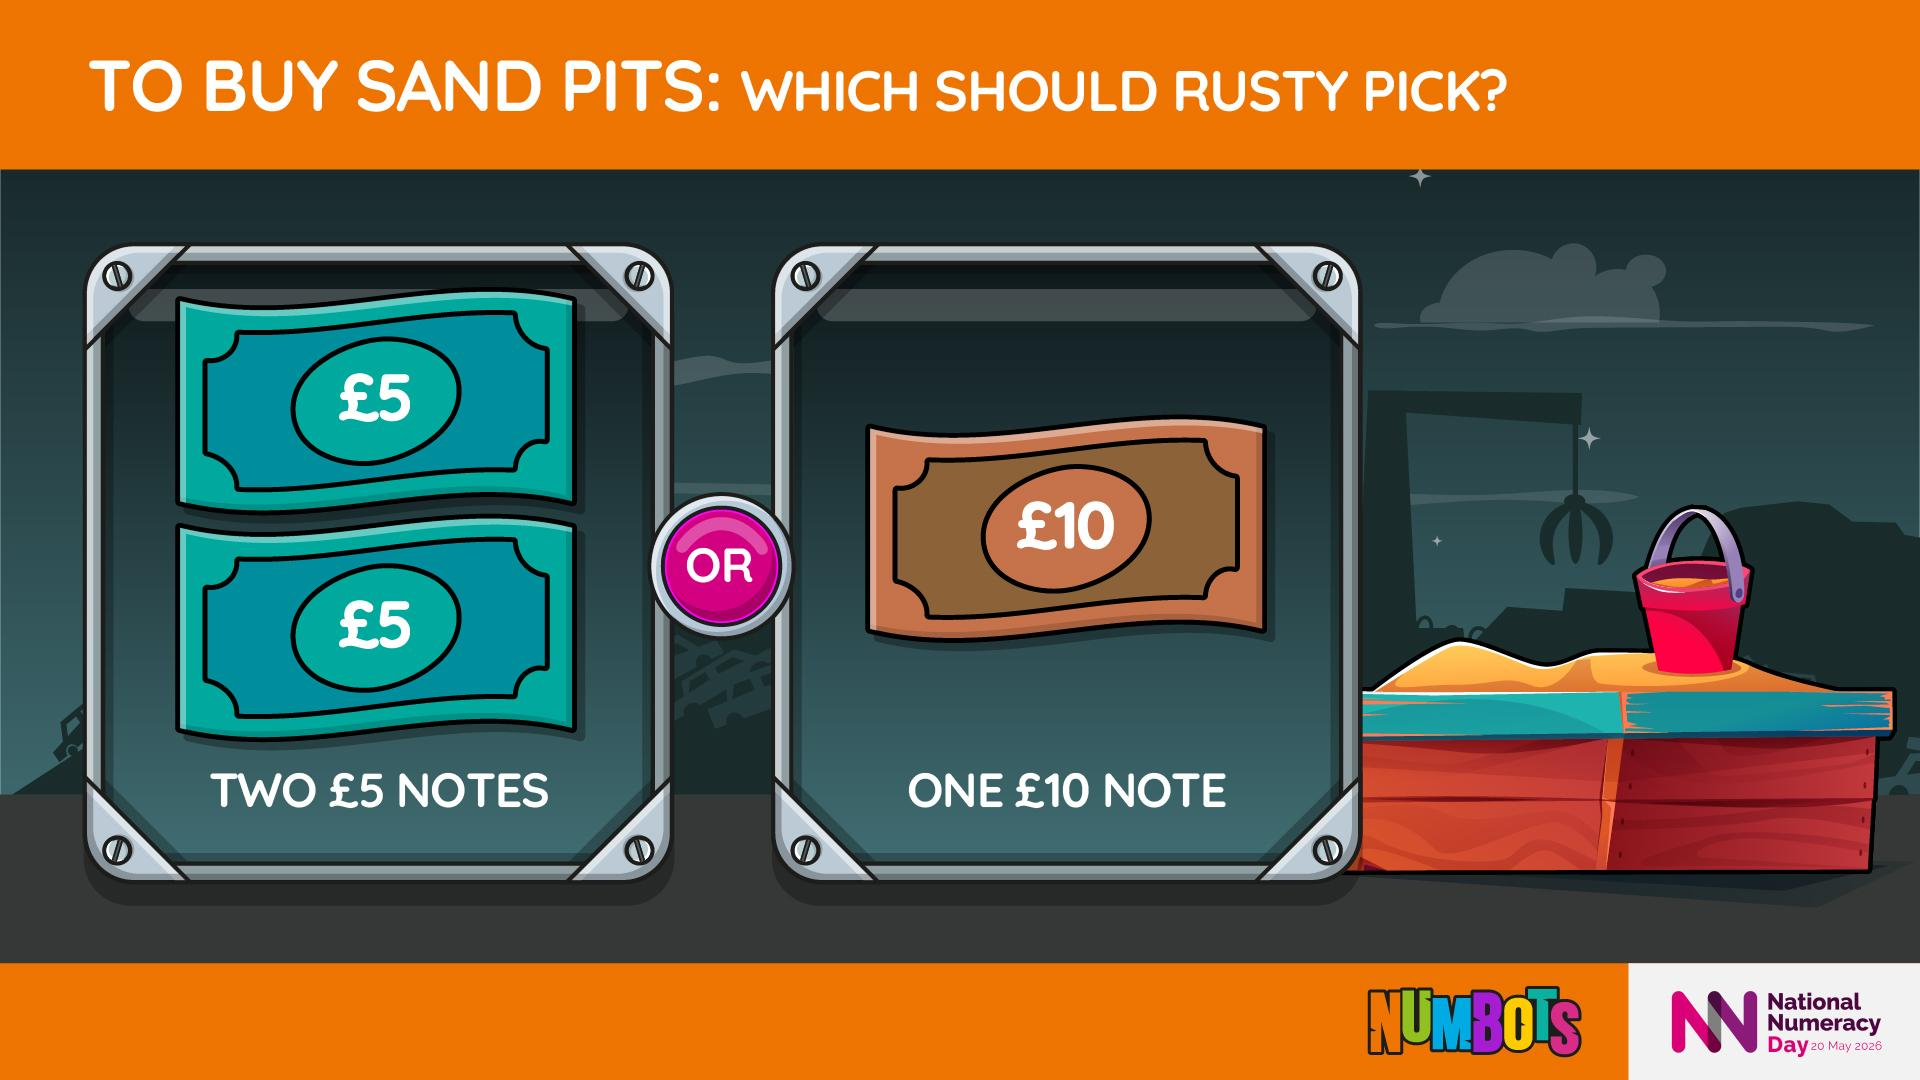 TO BUY SAND PITS: WHICH SHOULD RUSTY PICK?
£5
£5
TWO £5 NOTES
OR
£10
ONE £10 NOTE
NUMBOTS
National
Numeracy
Day 20 May 2026